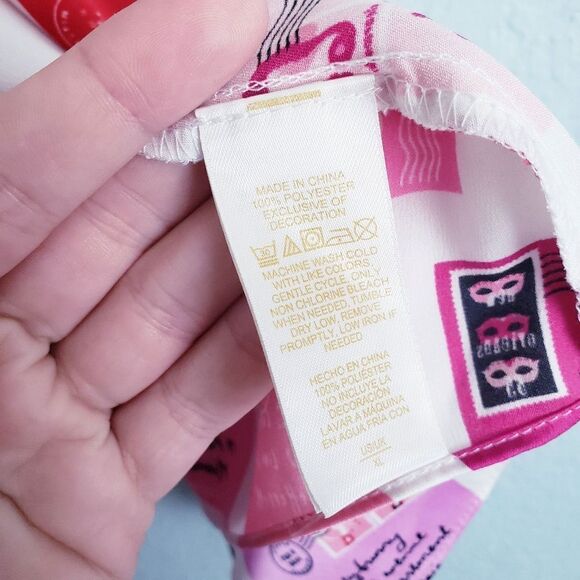 MADE IN CHINA
100% POLYESTER
EXCLUSIVE OF
DECORATION
30
MACHINE WASH COLD
WITH LIKE COLORS.
GENTLE CYCLE. ONLY
NON CHLORINE BLEACH
WHEN NEEDED. TUMBLE
DRY LOW. REMOVE
PROMPTLY. LOW IRON IF
NEEDED.
HECHO EN CHINA
100% POLIÉSTER
NO INCLUYE LA
DECORACIÓN
LAVAR A MÁQUINA
EN AGUA FRIA CON
US/UK
XL